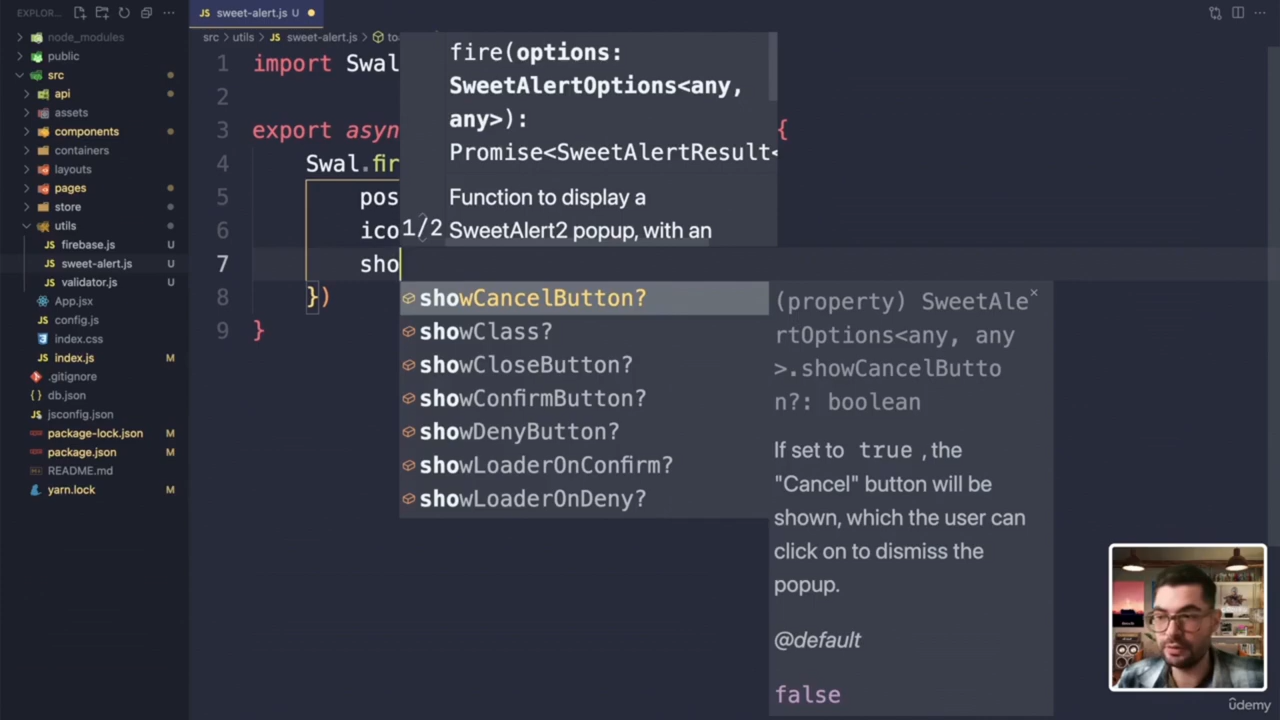 EXPLOR...
node_modules
public
src
api
assets
components
containers
layouts
pages
store
utils
firebase.js U
sweet-alert.js U
validator.js U
App.jsx
config.js
index.css
index.js M
.gitignore
db.json
jsconfig.json
package-lock.json M
package.json M
README.md
yarn.lock M
JS sweet-alert.js U
src > utils > JS sweet-alert.js >
1 import Swal
2
3 export asyn {
4 Swal.fir
5 pos
6 ico
7 sho
8 })
9 }
fire(options:
SweetAlertOptions<any,
any>):
Promise<SweetAlertResult<
Function to display a
1/2 SweetAlert2 popup, with an
showCancelButton?
showClass?
showCloseButton?
showConfirmButton?
showDenyButton?
showLoaderOnConfirm?
showLoaderOnDeny?
(property) SweetAle
rtOptions<any, any
>.showCancelButto
n?: boolean
If set to true , the
"Cancel" button will be
shown, which the user can
click on to dismiss the
popup.
@default
false
ûdemy